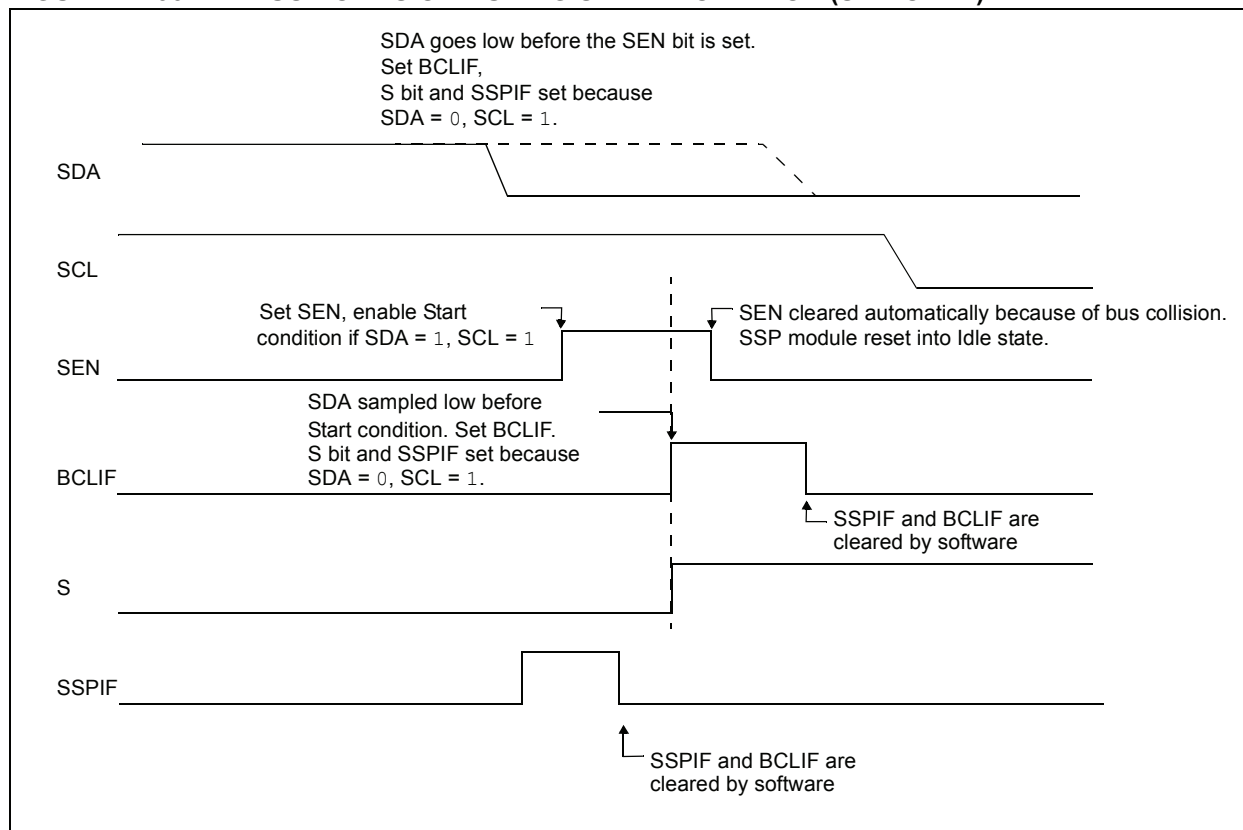 SDA goes low before the SEN bit is set.
Set BCLIF,
S bit and SSPIF set because
SDA = 0, SCL = 1.
SDA
SCL
Set SEN, enable Start
condition if SDA = 1, SCL = 1
SEN cleared automatically because of bus collision.
SSP module reset into Idle state.
SEN
SDA sampled low before
Start condition. Set BCLIF.
S bit and SSPIF set because
SDA = 0, SCL = 1.
BCLIF
SSPIF and BCLIF are
cleared by software
S
SSPIF
SSPIF and BCLIF are
cleared by software